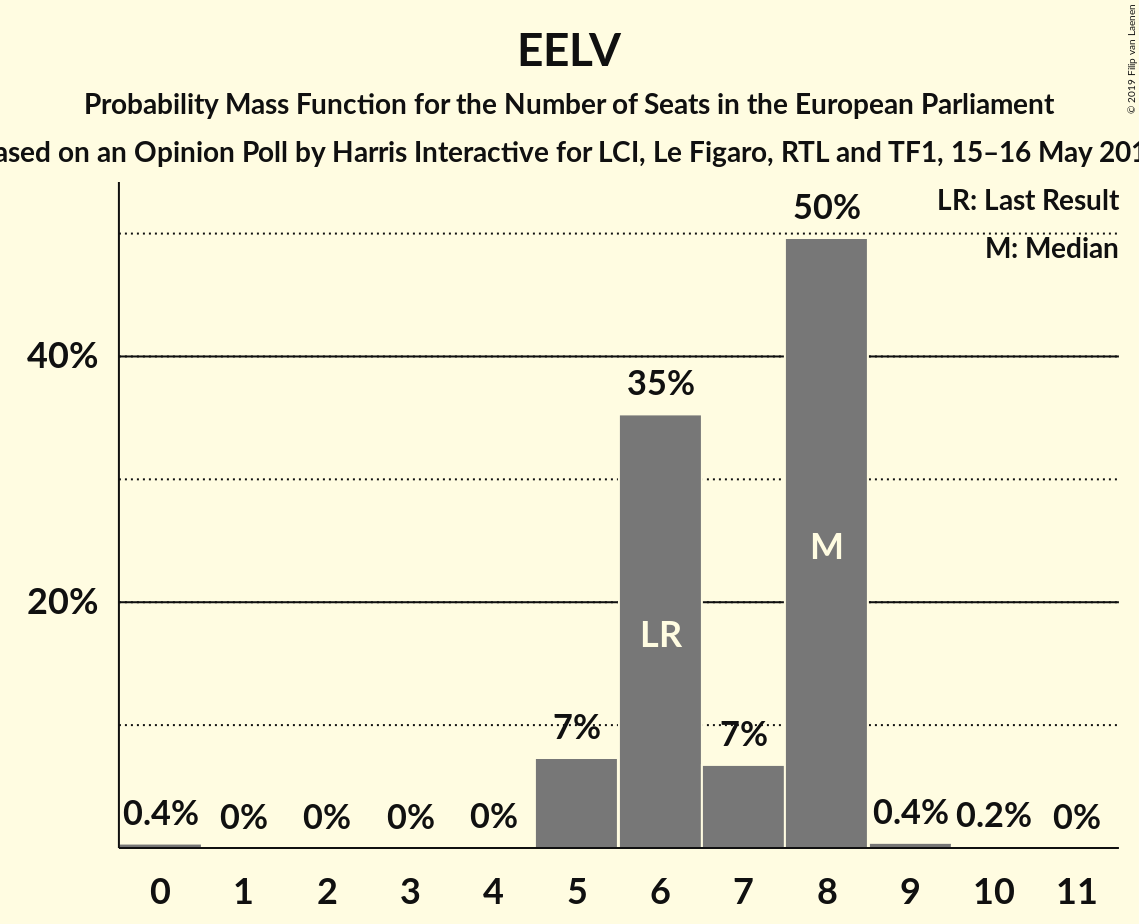 EELV
Probability Mass Function for the Number of Seats in the European Parliament
on an Opinion Poll by Harris Interactive for LCI, Le Figaro, RTL and TF1, 15–16 May
© 2019 Filip van Laenen
LR: Last Result
M: Median
50%
40%
35%
M
20%
LR
7%
7%
0.4%
0%
0%
0%
0%
0.4%
0.2%
0%
0 1 2 3 4 5 6 7 8 9 10 11